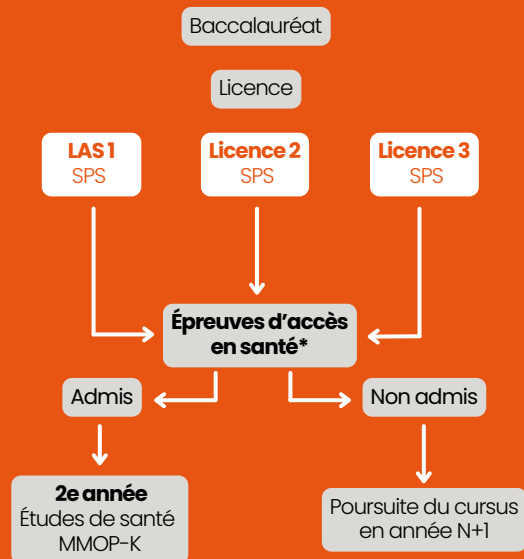 Baccalauréat
Licence
LAS 1
SPS
Licence 2
SPS
Licence 3
SPS
Épreuves d'accès
en santé*
Admis
Non admis
2e année
Études de santé
MMOP-K
Poursuite du cursus
en année N+1